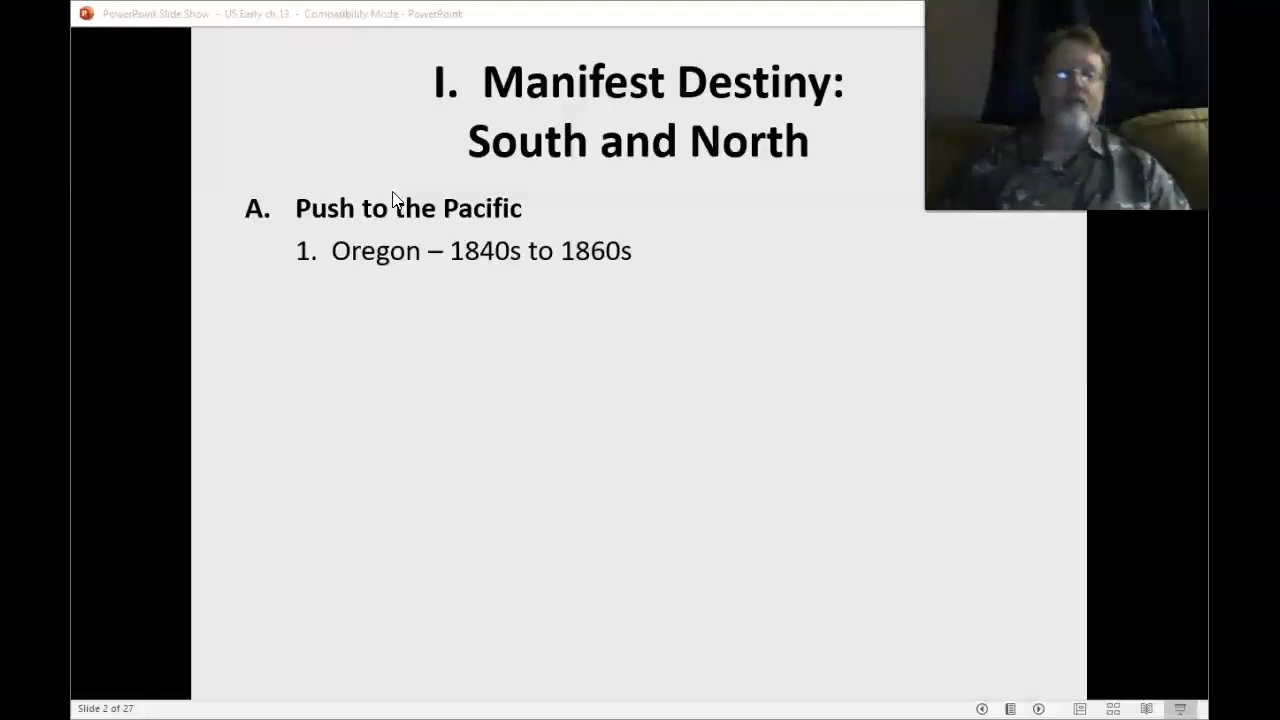 PowerPoint Slide Show - US Early ch 13 - Compatibility Mode - PowerPoint
I. Manifest Destiny:
South and North
A. Push to the Pacific
1. Oregon – 1840s to 1860s
Slide 2 of 27